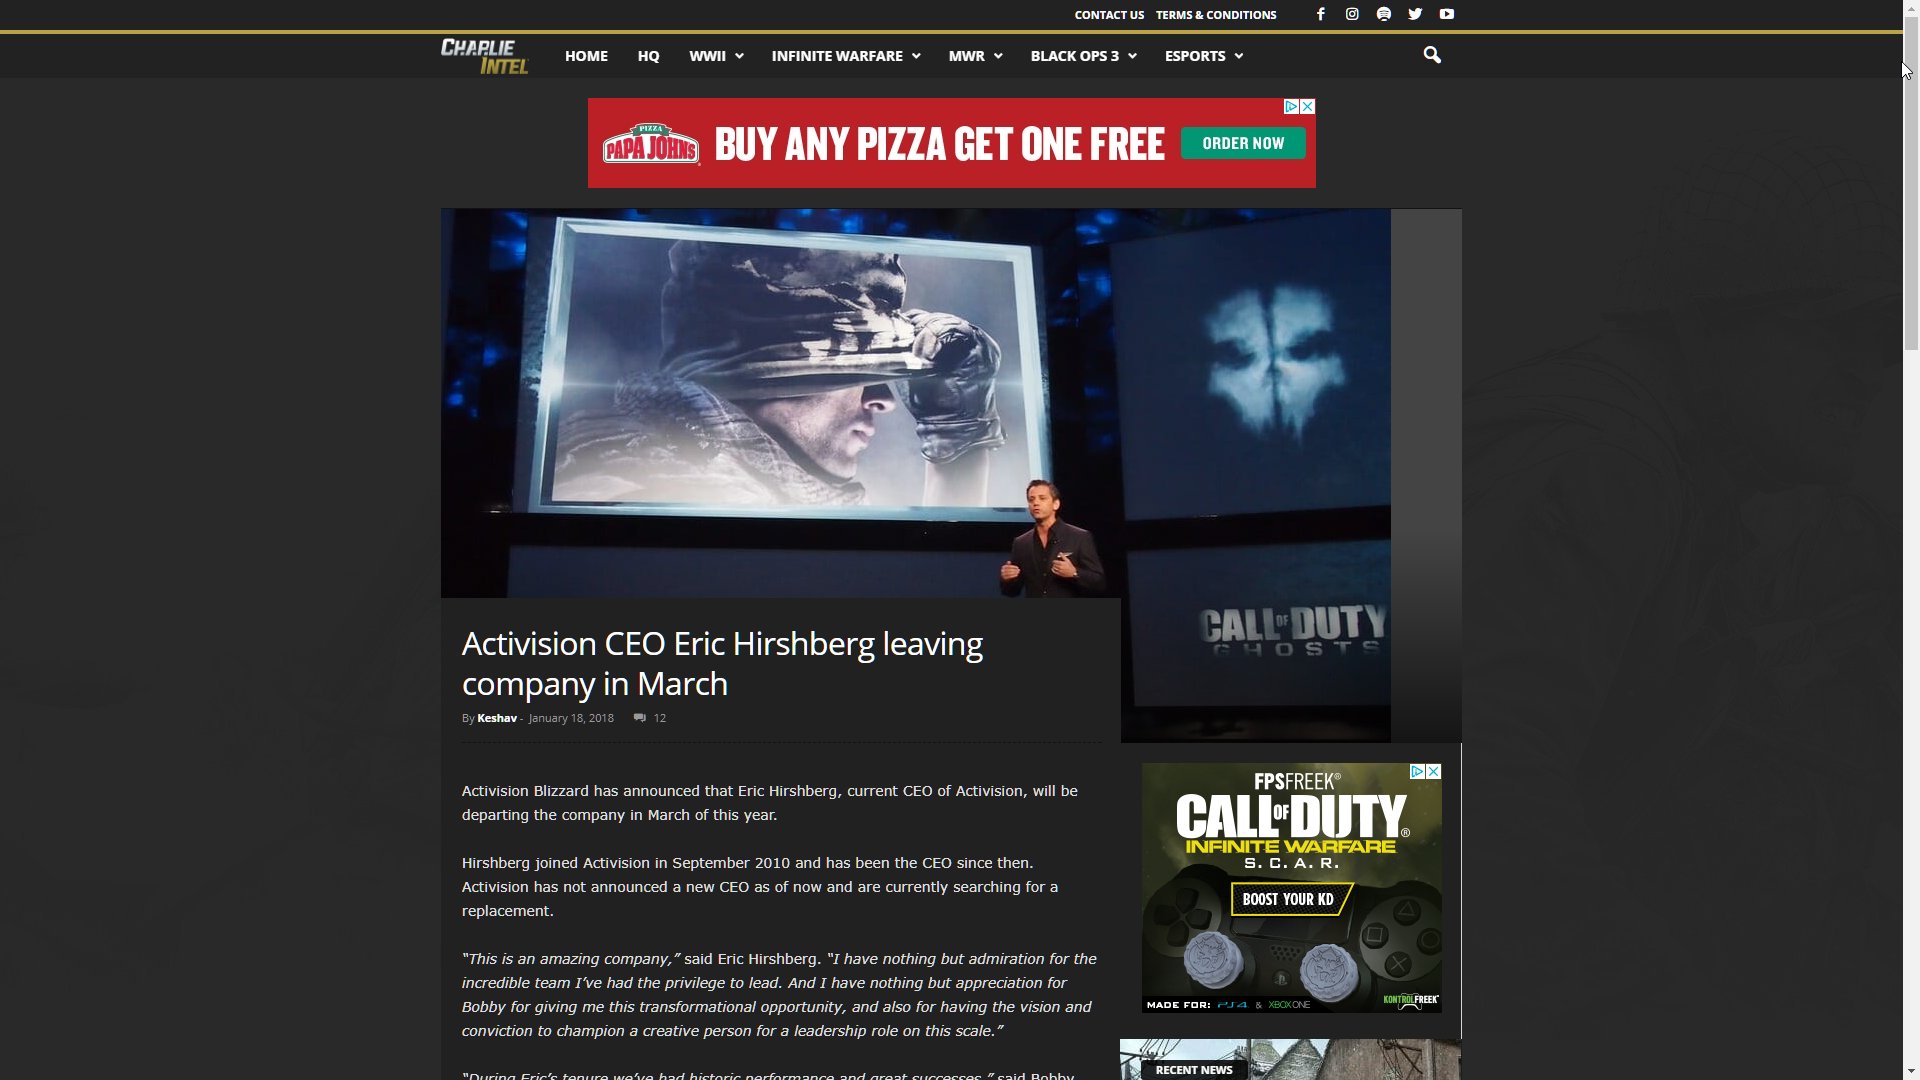 CONTACT US TERMS & CONDITIONS
CHARLIE
INTEL
HOME HQ WWII INFINITE WARFARE MWR BLACK OPS 3 ESPORTS
PIZZA
PAPA JOHNS
BUY ANY PIZZA GET ONE FREE
ORDER NOW
CALL OF DUTY
GHOSTS
Activision CEO Eric Hirshberg leaving
company in March
By Keshav - January 18, 2018 12
Activision Blizzard has announced that Eric Hirshberg, current CEO of Activision, will be
departing the company in March of this year.
Hirshberg joined Activision in September 2010 and has been the CEO since then.
Activision has not announced a new CEO as of now and are currently searching for a
replacement.
“This is an amazing company,” said Eric Hirshberg. “I have nothing but admiration for the
incredible team I’ve had the privilege to lead. And I have nothing but appreciation for
Bobby for giving me this transformational opportunity, and also for having the vision and
conviction to champion a creative person for a leadership role on this scale.”
“During Eric’s tenure we’ve had historic performance and great successes,” said Bobby
FPSFREEK®
CALL OF DUTY®
INFINITE WARFARE
S.C.A.R.
BOOST YOUR KD
MADE FOR: PS4 & XBOX ONE
KONTROLFREEK
RECENT NEWS